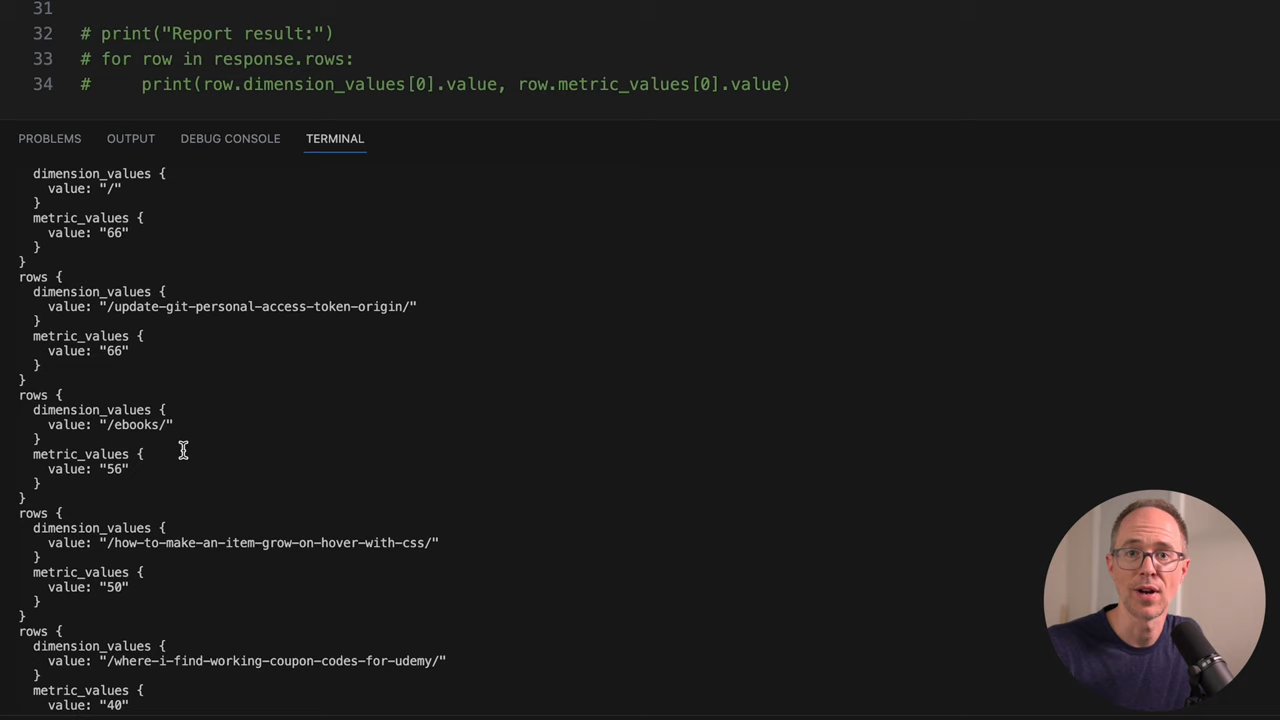 31
32 # print("Report result:")
33 # for row in response.rows:
34 #     print(row.dimension_values[0].value, row.metric_values[0].value)
PROBLEMS OUTPUT DEBUG CONSOLE TERMINAL
dimension_values {
value: "/"
}
metric_values {
value: "66"
}
}
rows {
dimension_values {
value: "/update-git-personal-access-token-origin/"
}
metric_values {
value: "66"
}
}
rows {
dimension_values {
value: "/ebooks/"
}
metric_values {
value: "56"
}
}
rows {
dimension_values {
value: "/how-to-make-an-item-grow-on-hover-with-css/"
}
metric_values {
value: "50"
}
}
rows {
dimension_values {
value: "/where-i-find-working-coupon-codes-for-udemy/"
}
metric_values {
value: "40"